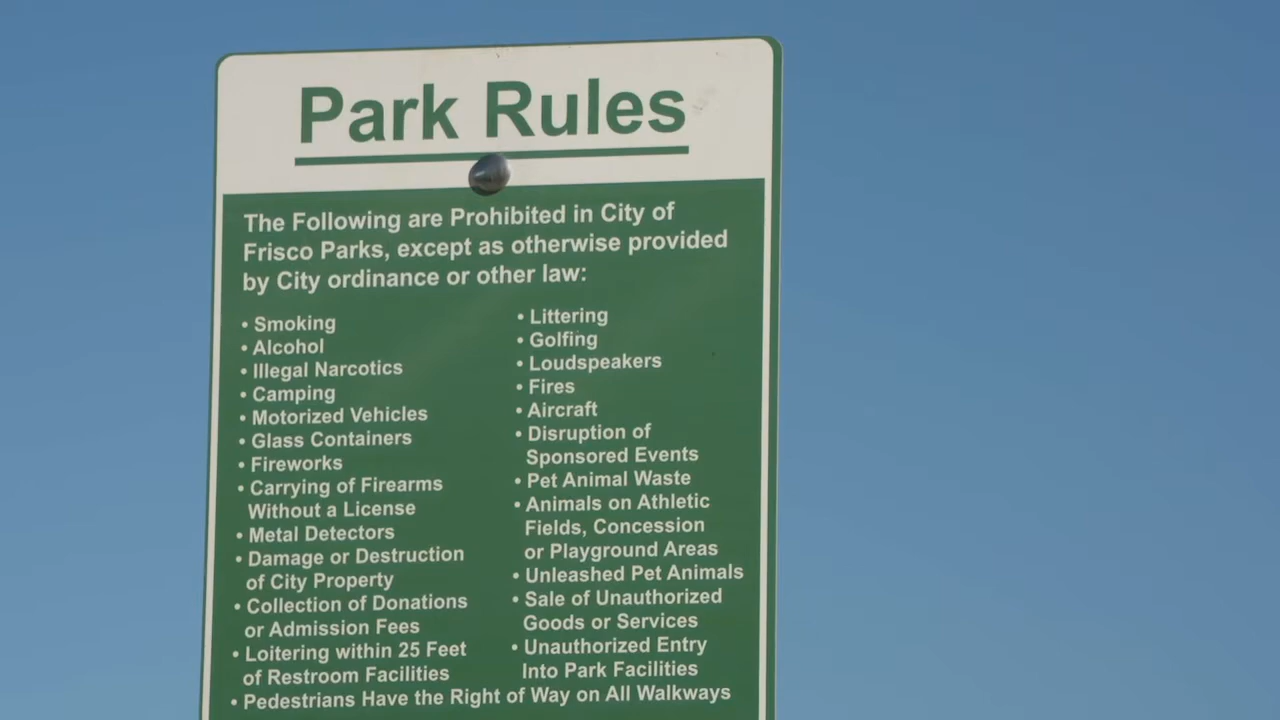 Park Rules
The Following are Prohibited in City of
Frisco Parks, except as otherwise provided
by City ordinance or other law:
• Smoking
• Alcohol
• Illegal Narcotics
• Camping
• Motorized Vehicles
• Glass Containers
• Fireworks
• Carrying of Firearms
Without a License
• Metal Detectors
• Damage or Destruction
of City Property
• Collection of Donations
or Admission Fees
• Loitering within 25 Feet
of Restroom Facilities
• Littering
• Golfing
• Loudspeakers
• Fires
• Aircraft
• Disruption of
Sponsored Events
• Pet Animal Waste
• Animals on Athletic
Fields, Concession
or Playground Areas
• Unleashed Pet Animals
• Sale of Unauthorized
Goods or Services
• Unauthorized Entry
Into Park Facilities
• Pedestrians Have the Right of Way on All Walkways